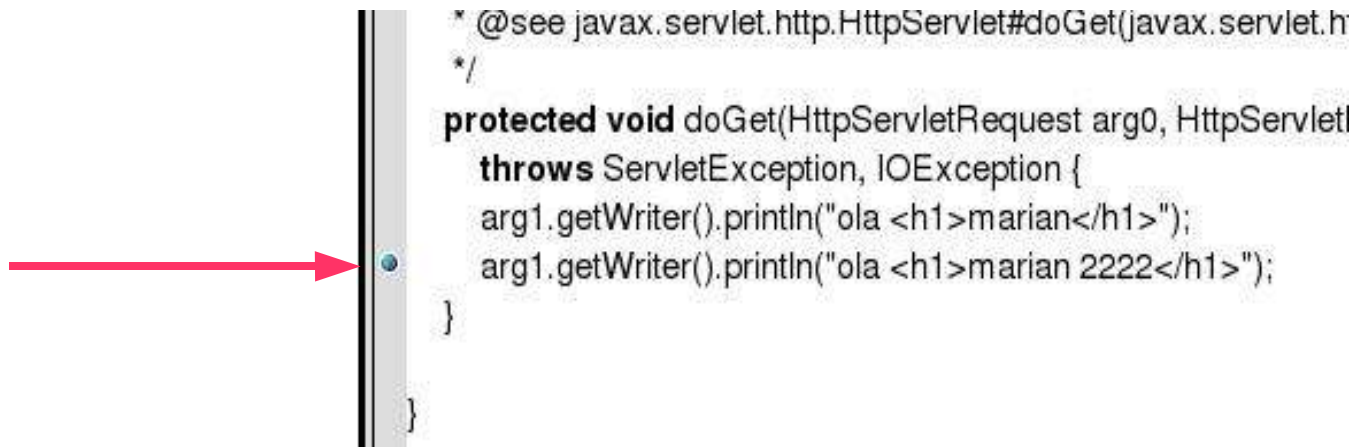 * @see javax.servlet.http.HttpServlet#doGet(javax.servlet.ht
*/
protected void doGet(HttpServletRequest arg0, HttpServlet
throws ServletException, IOException {
arg1.getWriter().println("ola <h1>marian</h1>");
arg1.getWriter().println("ola <h1>marian 2222</h1>");
}
}